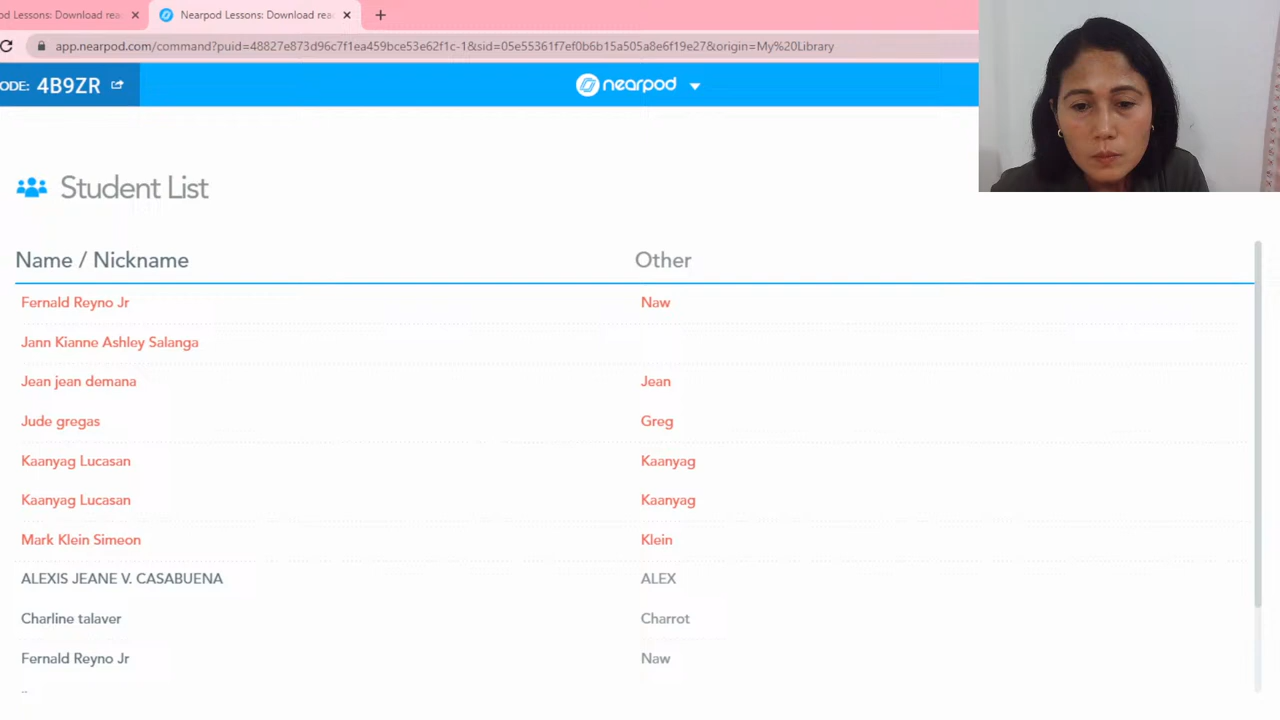 od Lessons: Download rea
Nearpod Lessons: Download rea
app.nearpod.com/command?puid=48827e873d96c7f1ea459bce53e62f1c-1&sid=05e55361f7ef0b6b15a505a8e6f19e27&origin=My%20Library
ODE: 4B9ZR
nearpod
Student List
Name / Nickname Other
Fernald Reyno Jr Naw
Jann Kianne Ashley Salanga
Jean jean demana Jean
Jude gregas Greg
Kaanyag Lucasan Kaanyag
Kaanyag Lucasan Kaanyag
Mark Klein Simeon Klein
ALEXIS JEANE V. CASABUENA ALEX
Charline talaver Charrot
Fernald Reyno Jr Naw